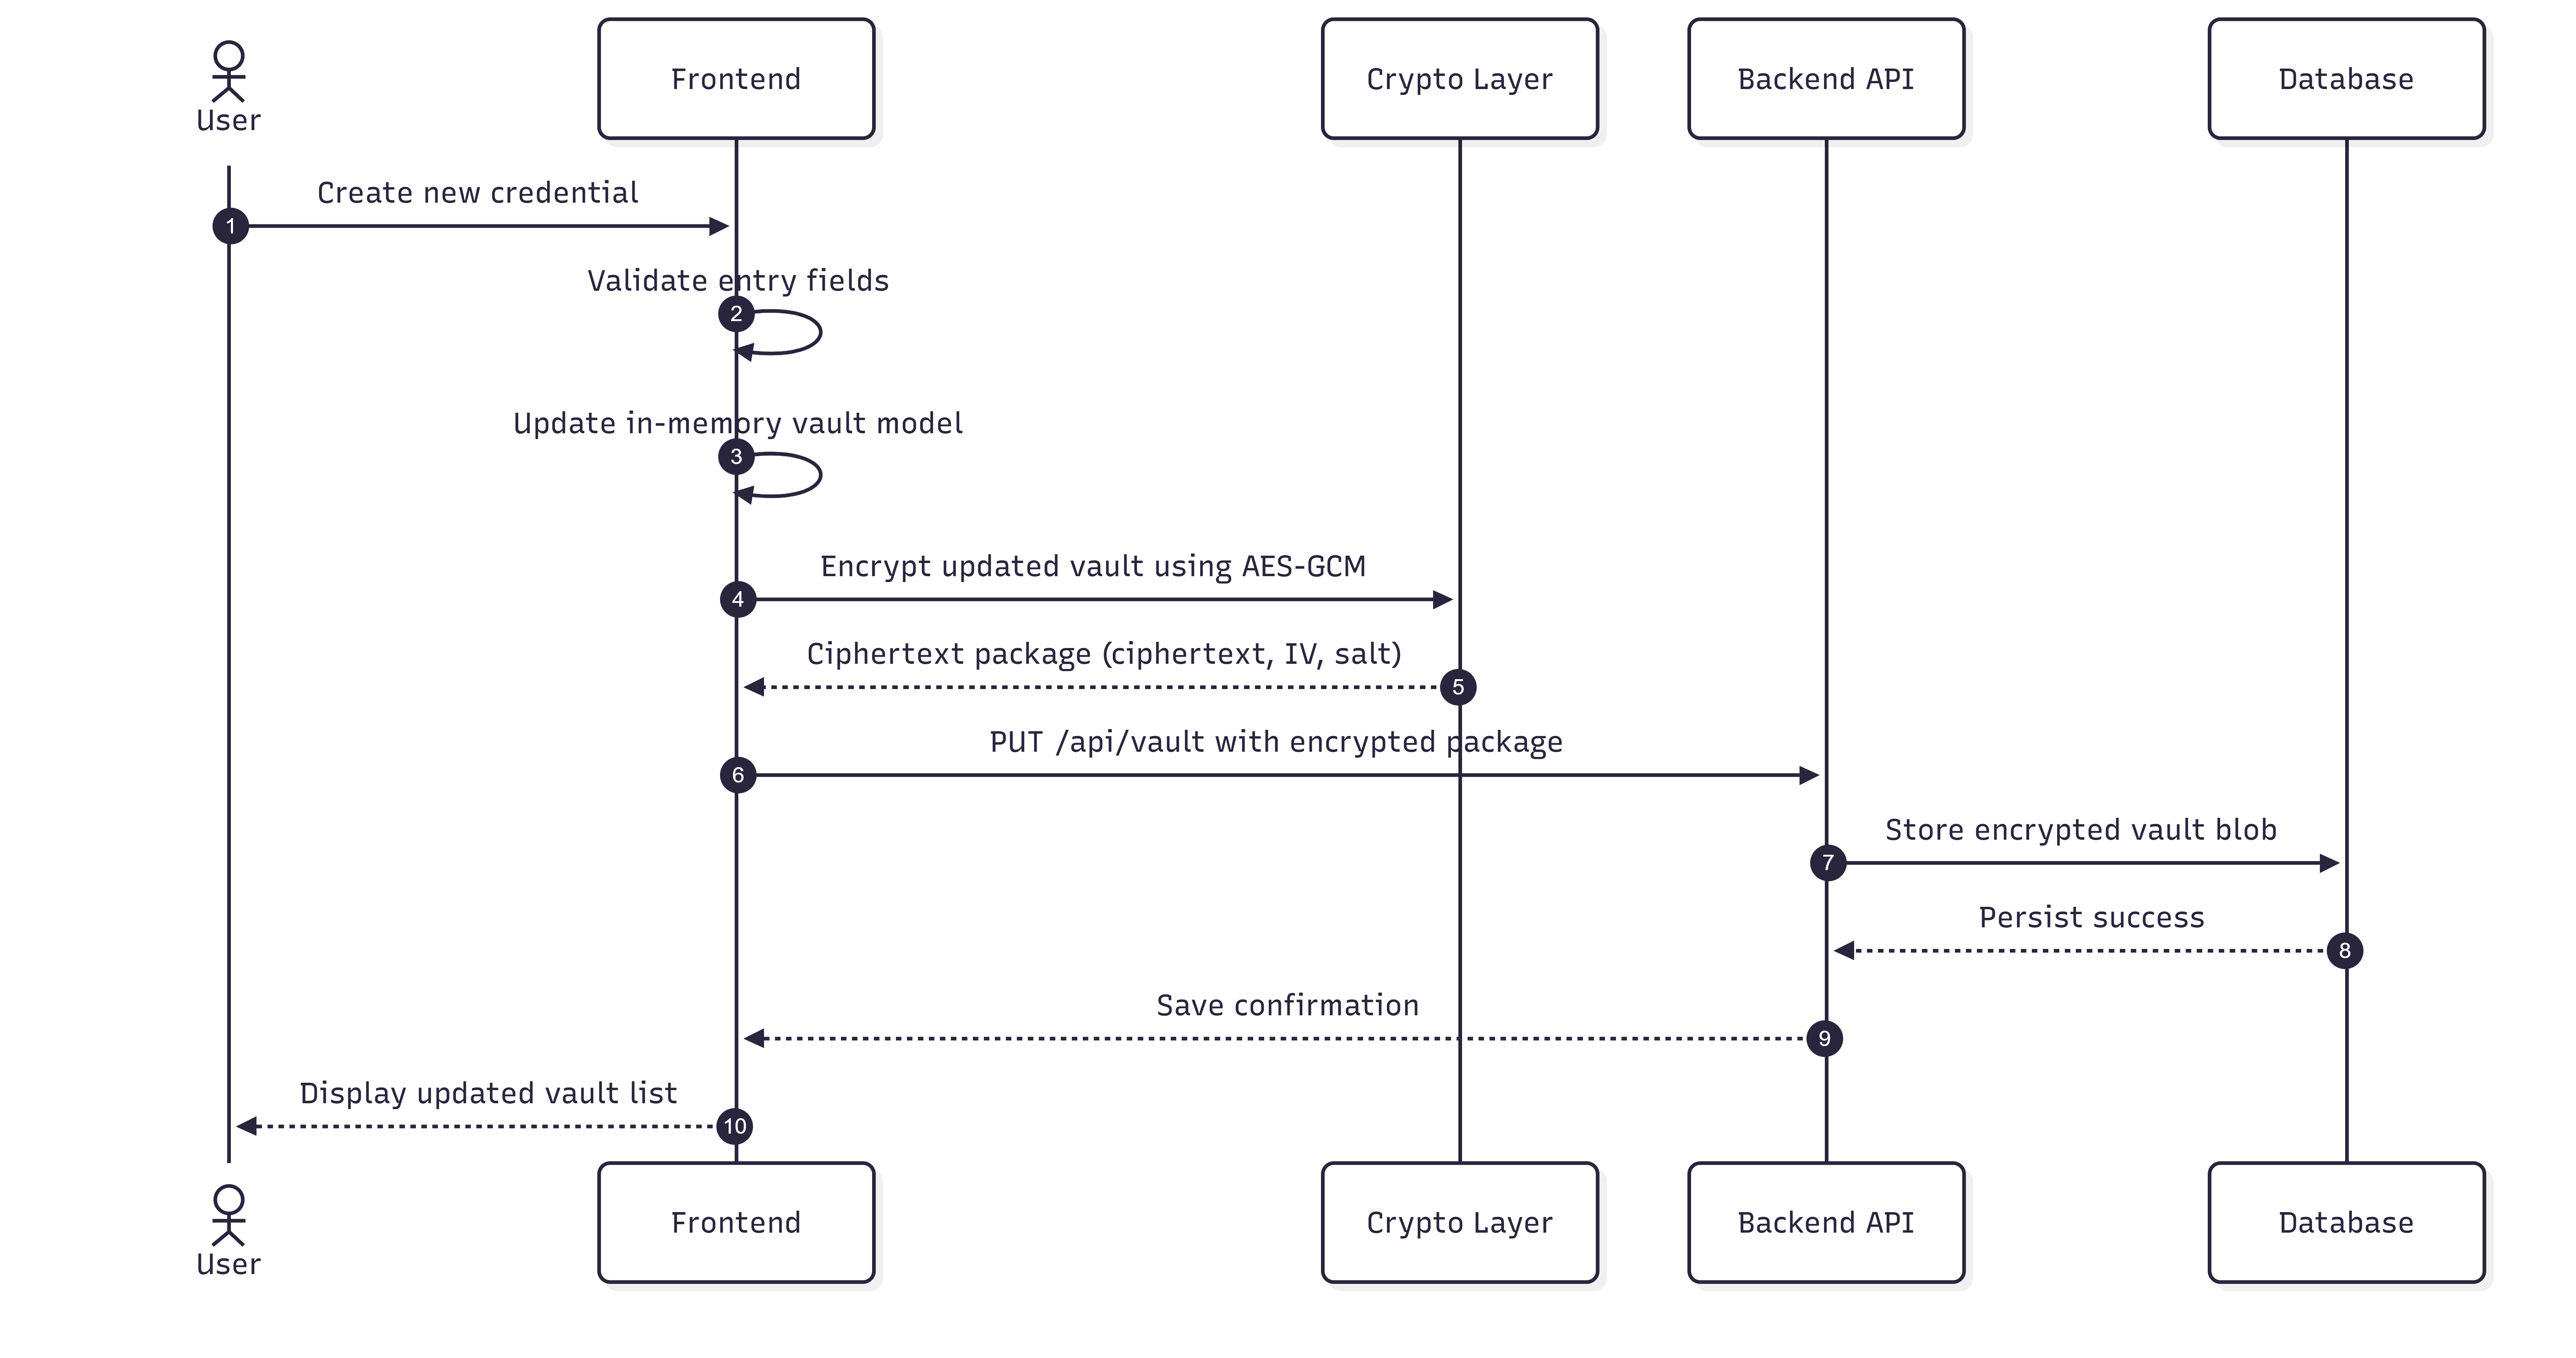 User
Frontend
Crypto Layer
Backend API
Database
Create new credential
1
Validate entry fields
2
Update in-memory vault model
3
Encrypt updated vault using AES-GCM
4
Ciphertext package (ciphertext, IV, salt)
5
PUT /api/vault with encrypted package
6
Store encrypted vault blob
7
Persist success
8
Save confirmation
9
Display updated vault list
10
User
Frontend
Crypto Layer
Backend API
Database